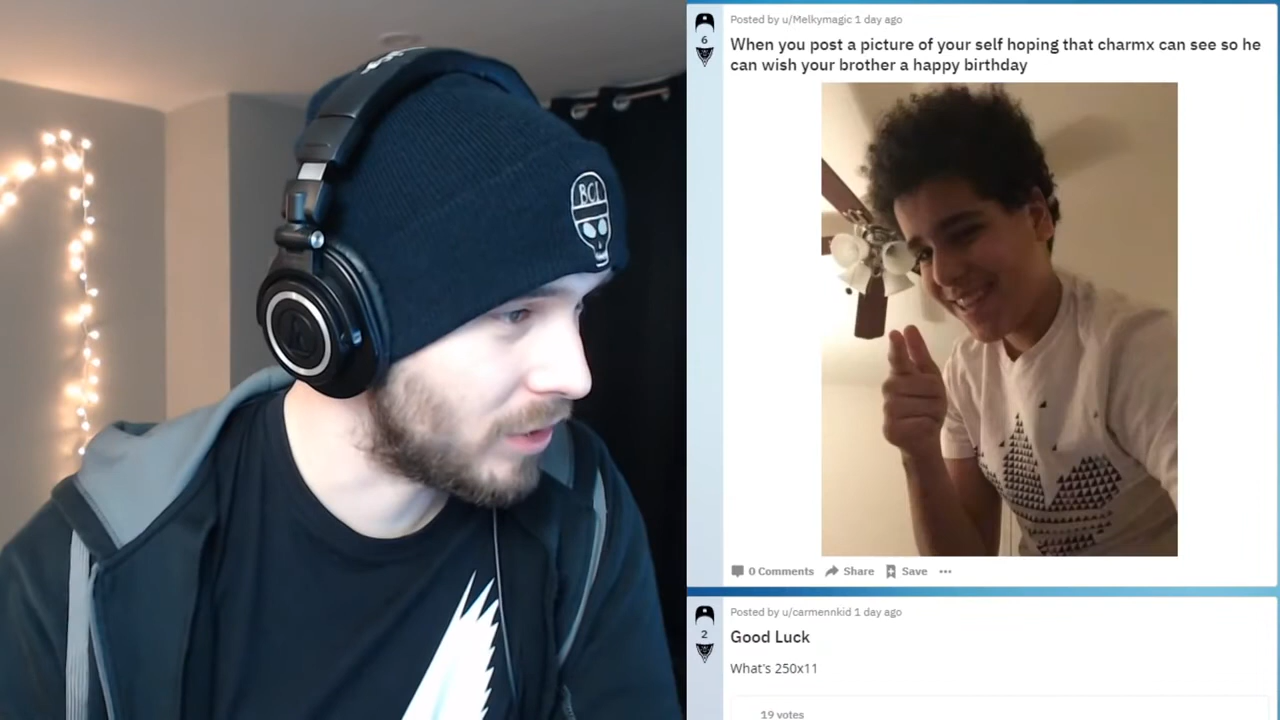 BCI
6
Posted by u/Melkymagic 1 day ago
When you post a picture of your self hoping that charmx can see so he
can wish your brother a happy birthday
0 Comments Share Save
2
Posted by u/carmennkid 1 day ago
Good Luck
What's 250x11
19 votes